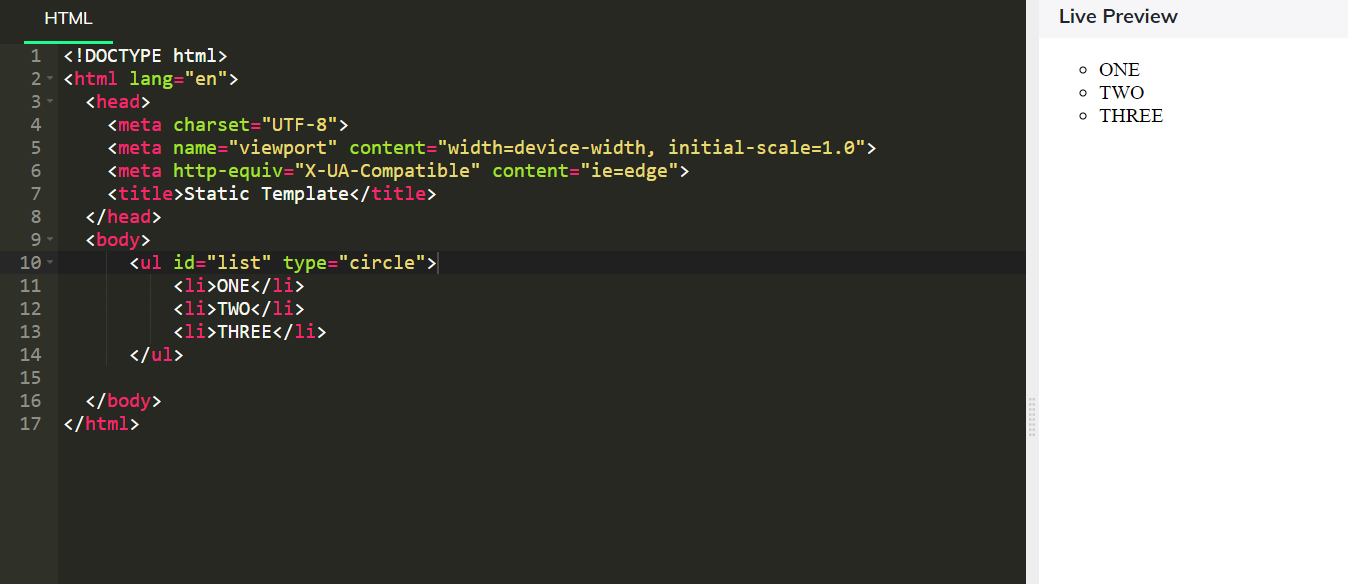 HTML
Live Preview
1 <!DOCTYPE html>
2 <html lang="en">
3 <head>
4 <meta charset="UTF-8">
5 <meta name="viewport" content="width=device-width, initial-scale=1.0">
6 <meta http-equiv="X-UA-Compatible" content="ie=edge">
7 <title>Static Template</title>
8 </head>
9 <body>
10 <ul id="list" type="circle">
11 <li>ONE</li>
12 <li>TWO</li>
13 <li>THREE</li>
14 </ul>
15
16 </body>
17 </html>
ONE
TWO
THREE